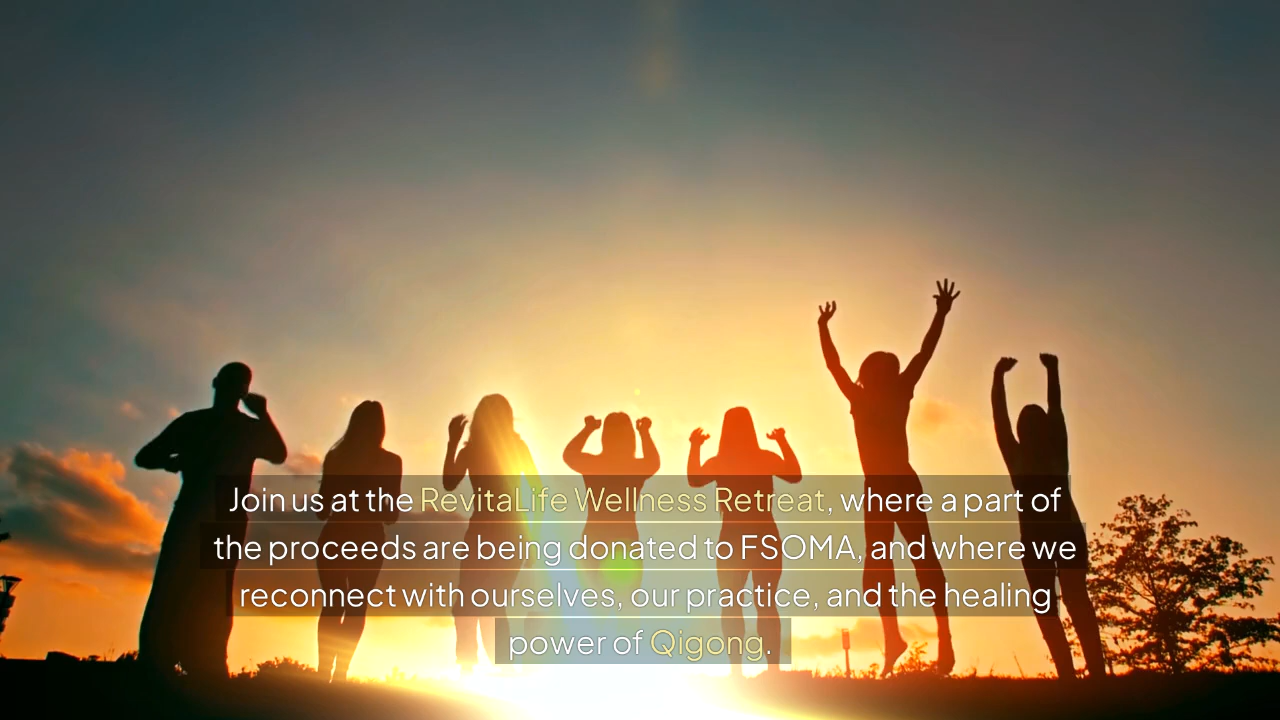 Join us at the RevitaLife Wellness Retreat, where a part of
the proceeds are being donated to FSOMA, and where we
reconnect with ourselves, our practice, and the healing
power of Qigong.